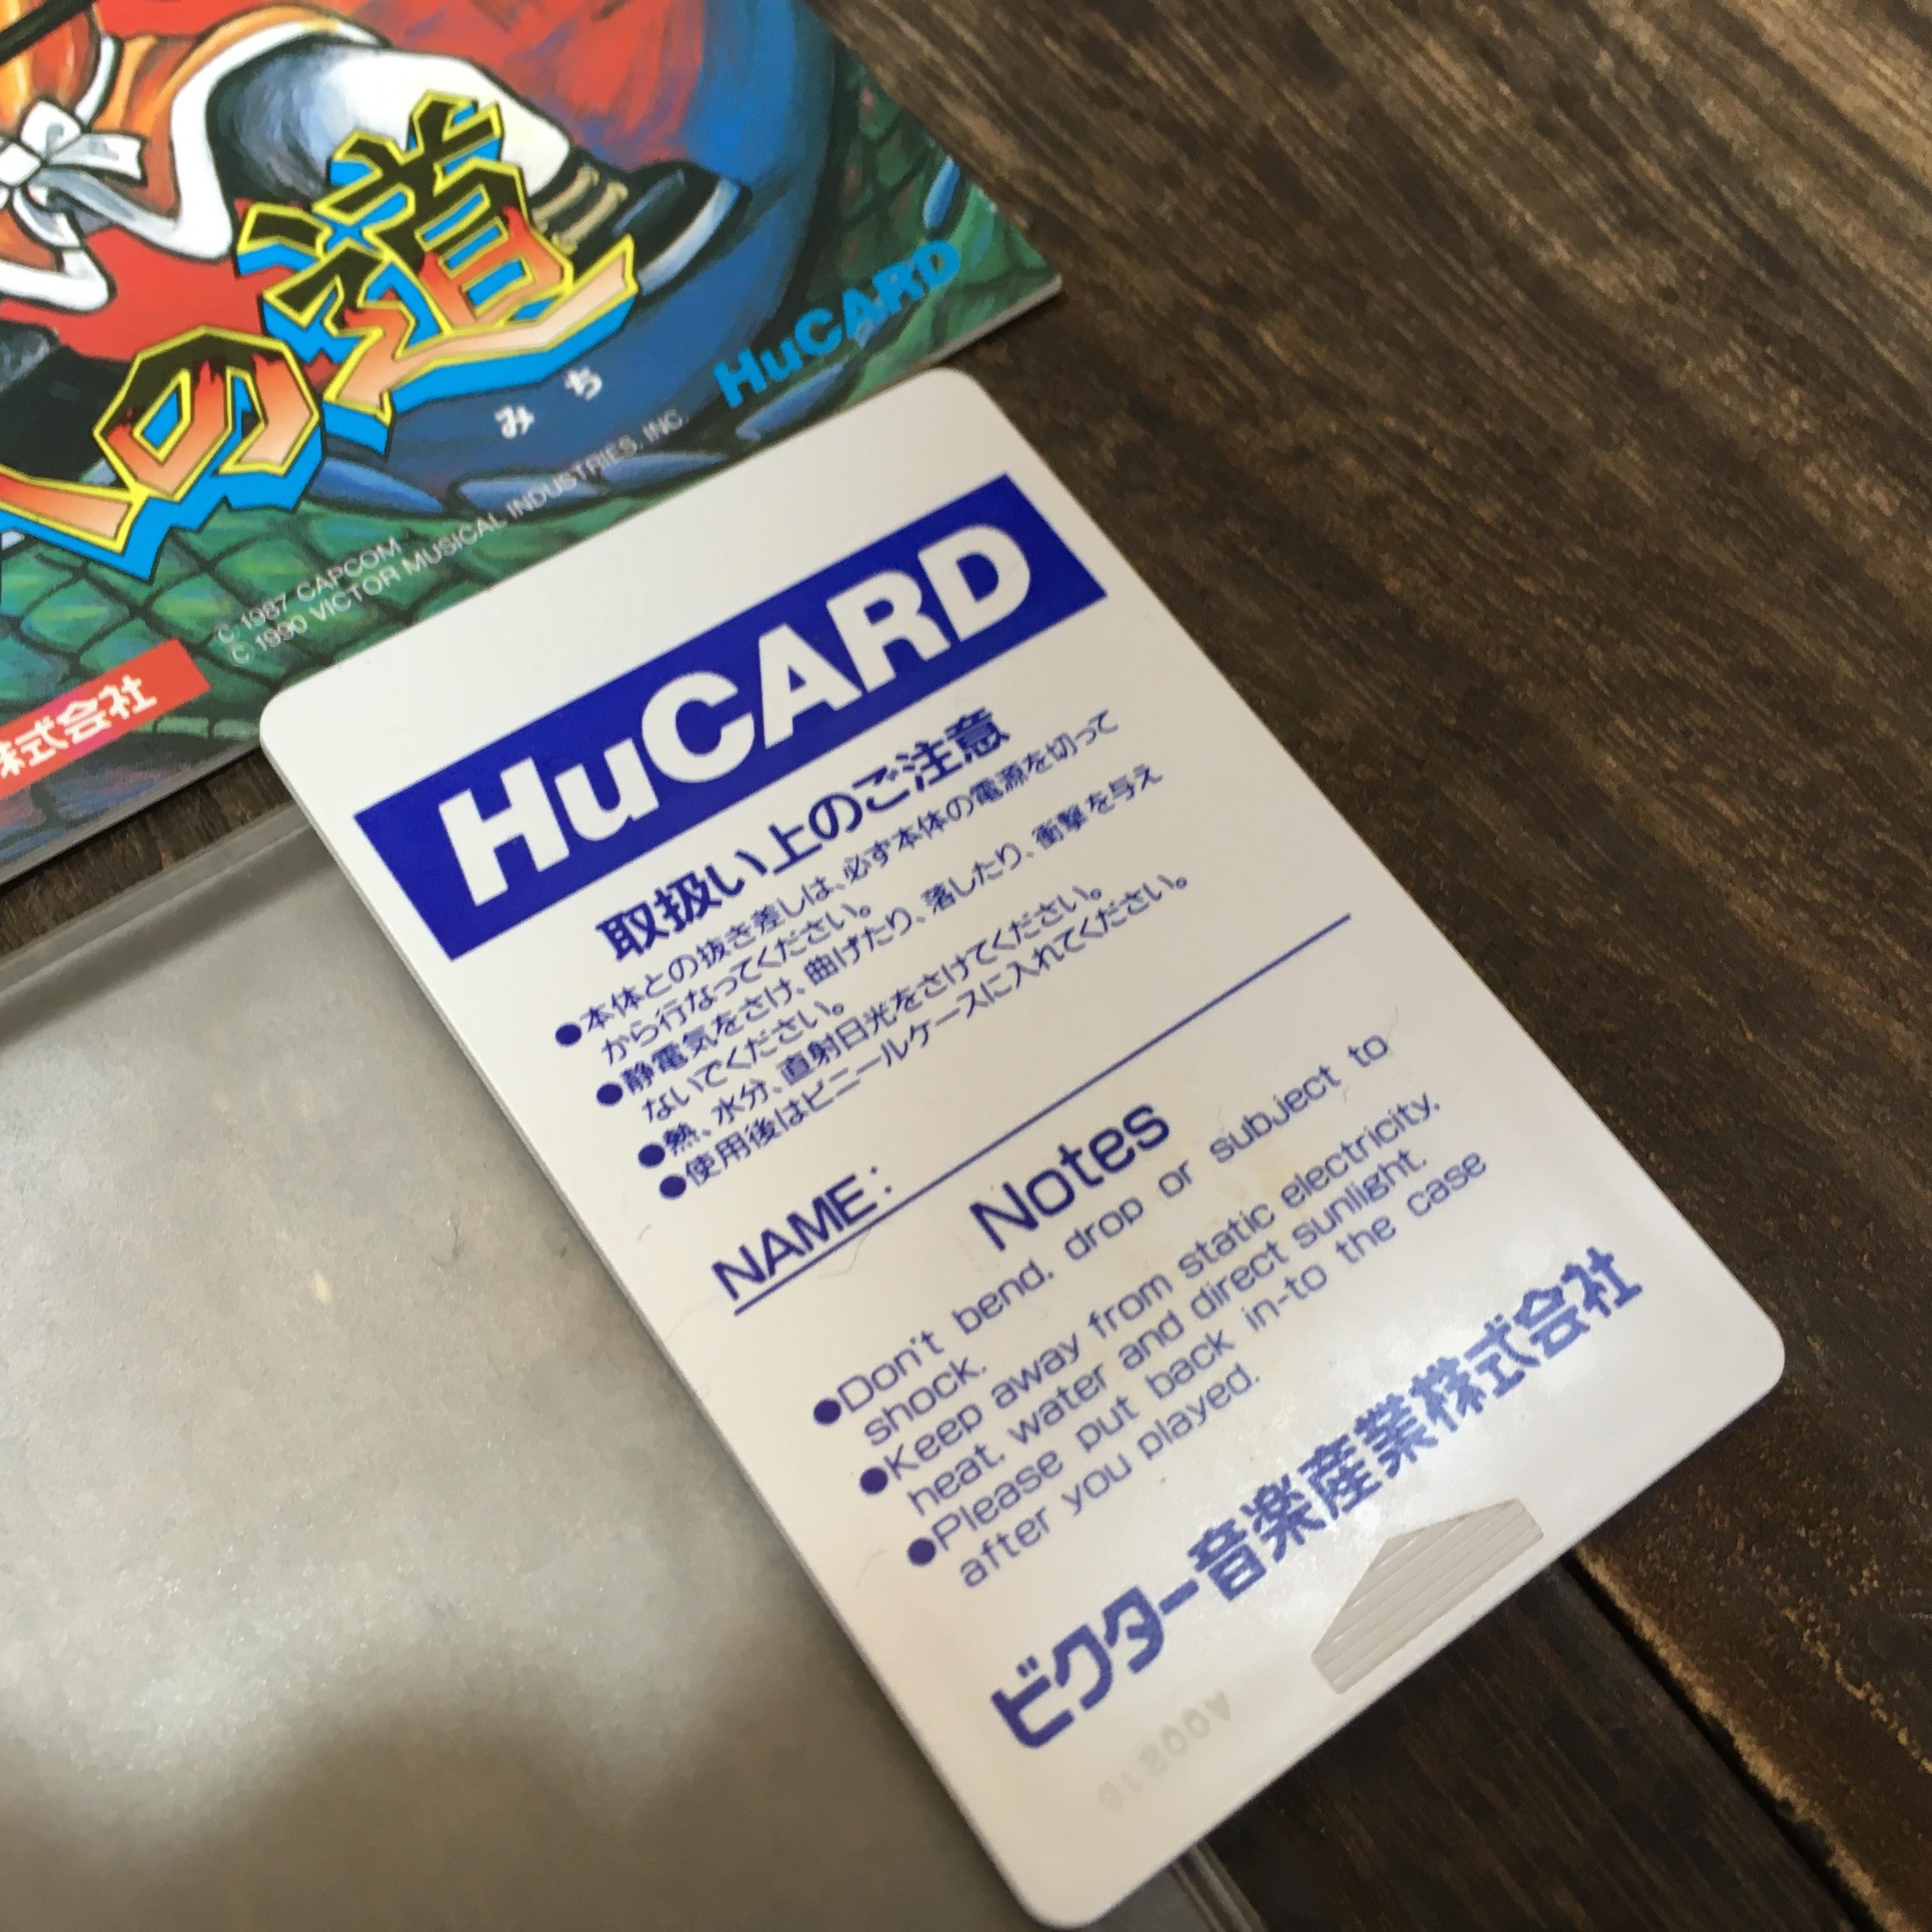 の道
みち
HuCARD
© 1987 CAPCOM
© 1990 VICTOR MUSICAL INDUSTRIES, INC.
株式会社
HuCARD
取扱い上のご注意
●本体との抜き差しは、必ず本体の電源を切って
から行なってください。
●静電気をさけ、曲げたり、落したり、衝撃を与え
ないでください。
●熱、水分、直射日光をさけてください。
●使用後はビニールケースに入れてください。
NAME:
Notes
●Don't bend, drop or subject to
shock.
●Keep away from static electricity,
heat, water and direct sunlight.
●Please put back in-to the case
after you played.
ビクター音楽産業株式会社